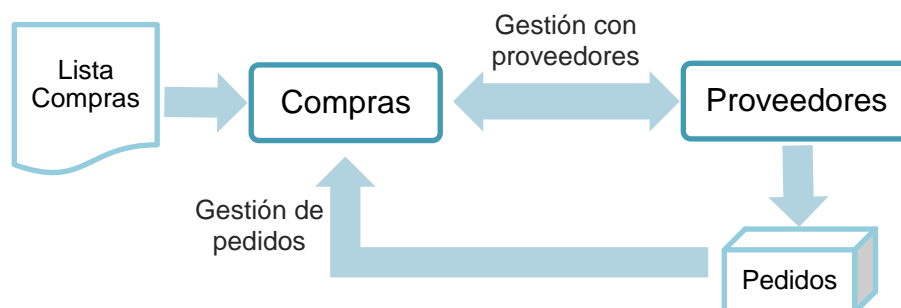 Gestión con
proveedores
Lista
Compras
Compras
Proveedores
Gestión de
pedidos
Pedidos